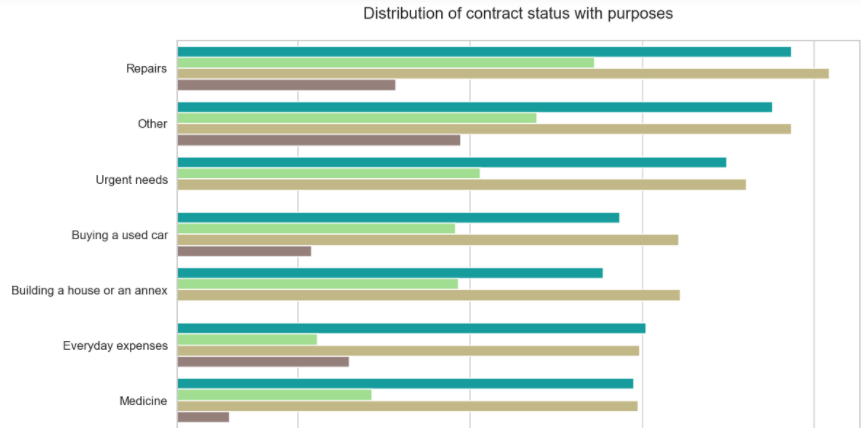 Distribution of contract status with purposes
Repairs
Other
Urgent needs
Buying a used car
Building a house or an annex
Everyday expenses
Medicine